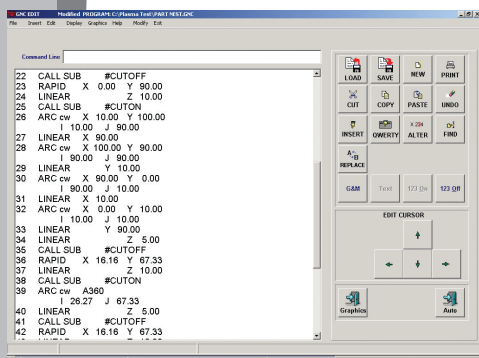 GNC EDIT Modified PROGRAM: C:\Plasma Test\PART NEST.GNC
File Insert Edit Display Graphics Help Modify Exit
Command Line
22 CALL SUB #CUTOFF
23 RAPID X 0.00 Y 90.00
24 LINEAR Z 10.00
25 CALL SUB #CUTON
26 ARC cw X 10.00 Y 100.00
I 10.00 J 90.00
27 LINEAR X 90.00
28 ARC cw X 100.00 Y 90.00
I 90.00 J 90.00
29 LINEAR Y 10.00
30 ARC cw X 90.00 Y 0.00
I 90.00 J 10.00
31 LINEAR X 10.00
32 ARC cw X 0.00 Y 10.00
I 10.00 J 10.00
33 LINEAR Y 90.00
34 LINEAR Z 5.00
35 CALL SUB #CUTOFF
36 RAPID X 16.16 Y 67.33
37 LINEAR Z 10.00
38 CALL SUB #CUTON
39 ARC cw A360
I 26.27 J 67.33
40 LINEAR Z 5.00
41 CALL SUB #CUTOFF
42 RAPID X 16.16 Y 67.33
LOAD SAVE NEW PRINT
CUT COPY PASTE UNDO
X 234
INSERT QWERTY ALTER FIND
A B
REPLACE
G&M Text 123 On 123 Off
EDIT CURSOR
Graphics Auto